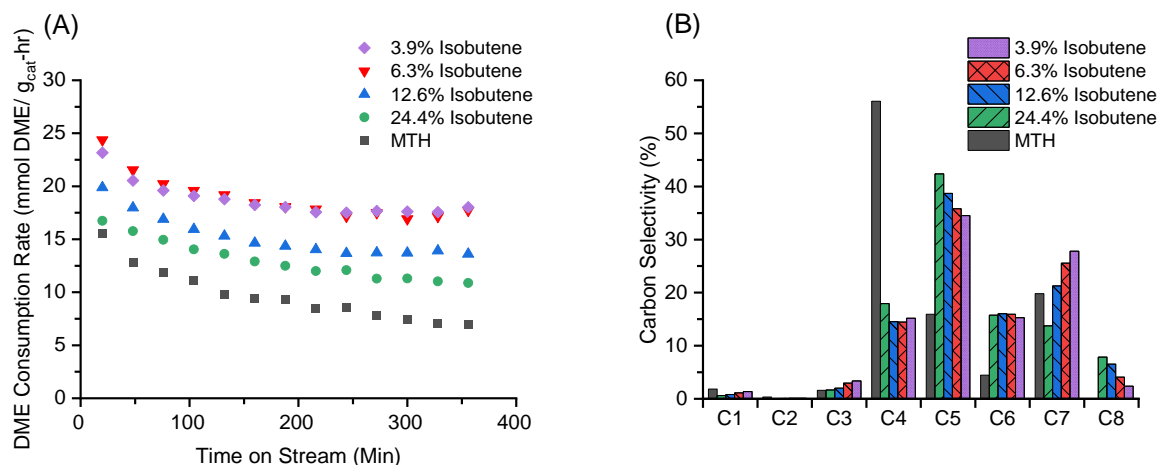 (A)
3.9% Isobutene
6.3% Isobutene
12.6% Isobutene
24.4% Isobutene
MTH
DME Consumption Rate (mmol DME/ g_cat-hr)
30
25
20
15
10
5
0
0 100 200 300 400
Time on Stream (Min)
(B)
3.9% Isobutene
6.3% Isobutene
12.6% Isobutene
24.4% Isobutene
MTH
Carbon Selectivity (%)
60
50
40
30
20
10
0
C1 C2 C3 C4 C5 C6 C7 C8